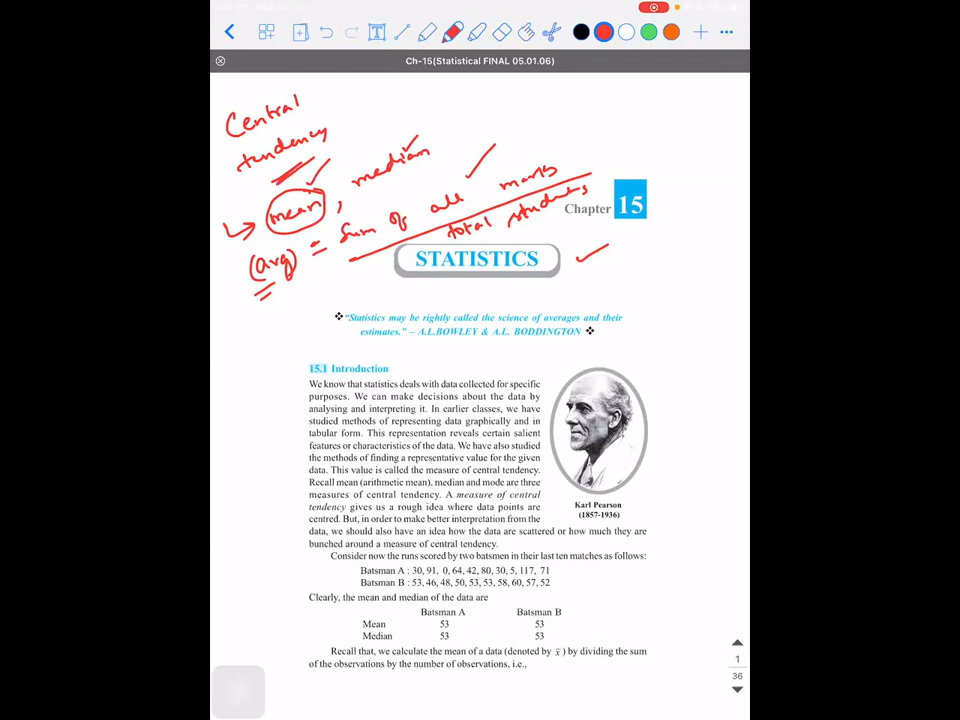 Ch-15(Statistical FINAL 05.01.06)
Central
tendency
mean, median
(avg) = Sum of all marks
total students
Chapter 15
STATISTICS
❖"Statistics may be rightly called the science of averages and their
estimates." – A.L.BOWLEY & A.L. BODDINGTON ❖
15.1 Introduction
We know that statistics deals with data collected for specific
purposes. We can make decisions about the data by
analysing and interpreting it. In earlier classes, we have
studied methods of representing data graphically and in
tabular form. This representation reveals certain salient
features or characteristics of the data. We have also studied
the methods of finding a representative value for the given
data. This value is called the measure of central tendency.
Recall mean (arithmetic mean), median and mode are three
measures of central tendency. A measure of central
tendency gives us a rough idea where data points are
centred. But, in order to make better interpretation from the
data, we should also have an idea how the data are scattered or how much they are
bunched around a measure of central tendency.
Karl Pearson
(1857-1936)
Consider now the runs scored by two batsmen in their last ten matches as follows:
Batsman A : 30, 91, 0, 64, 42, 80, 30, 5, 117, 71
Batsman B : 53, 46, 48, 50, 53, 53, 58, 60, 57, 52
Clearly, the mean and median of the data are
Batsman A Batsman B
Mean 53 53
Median 53 53
Recall that, we calculate the mean of a data (denoted by x̄ ) by dividing the sum
of the observations by the number of observations, i.e.,
1
36